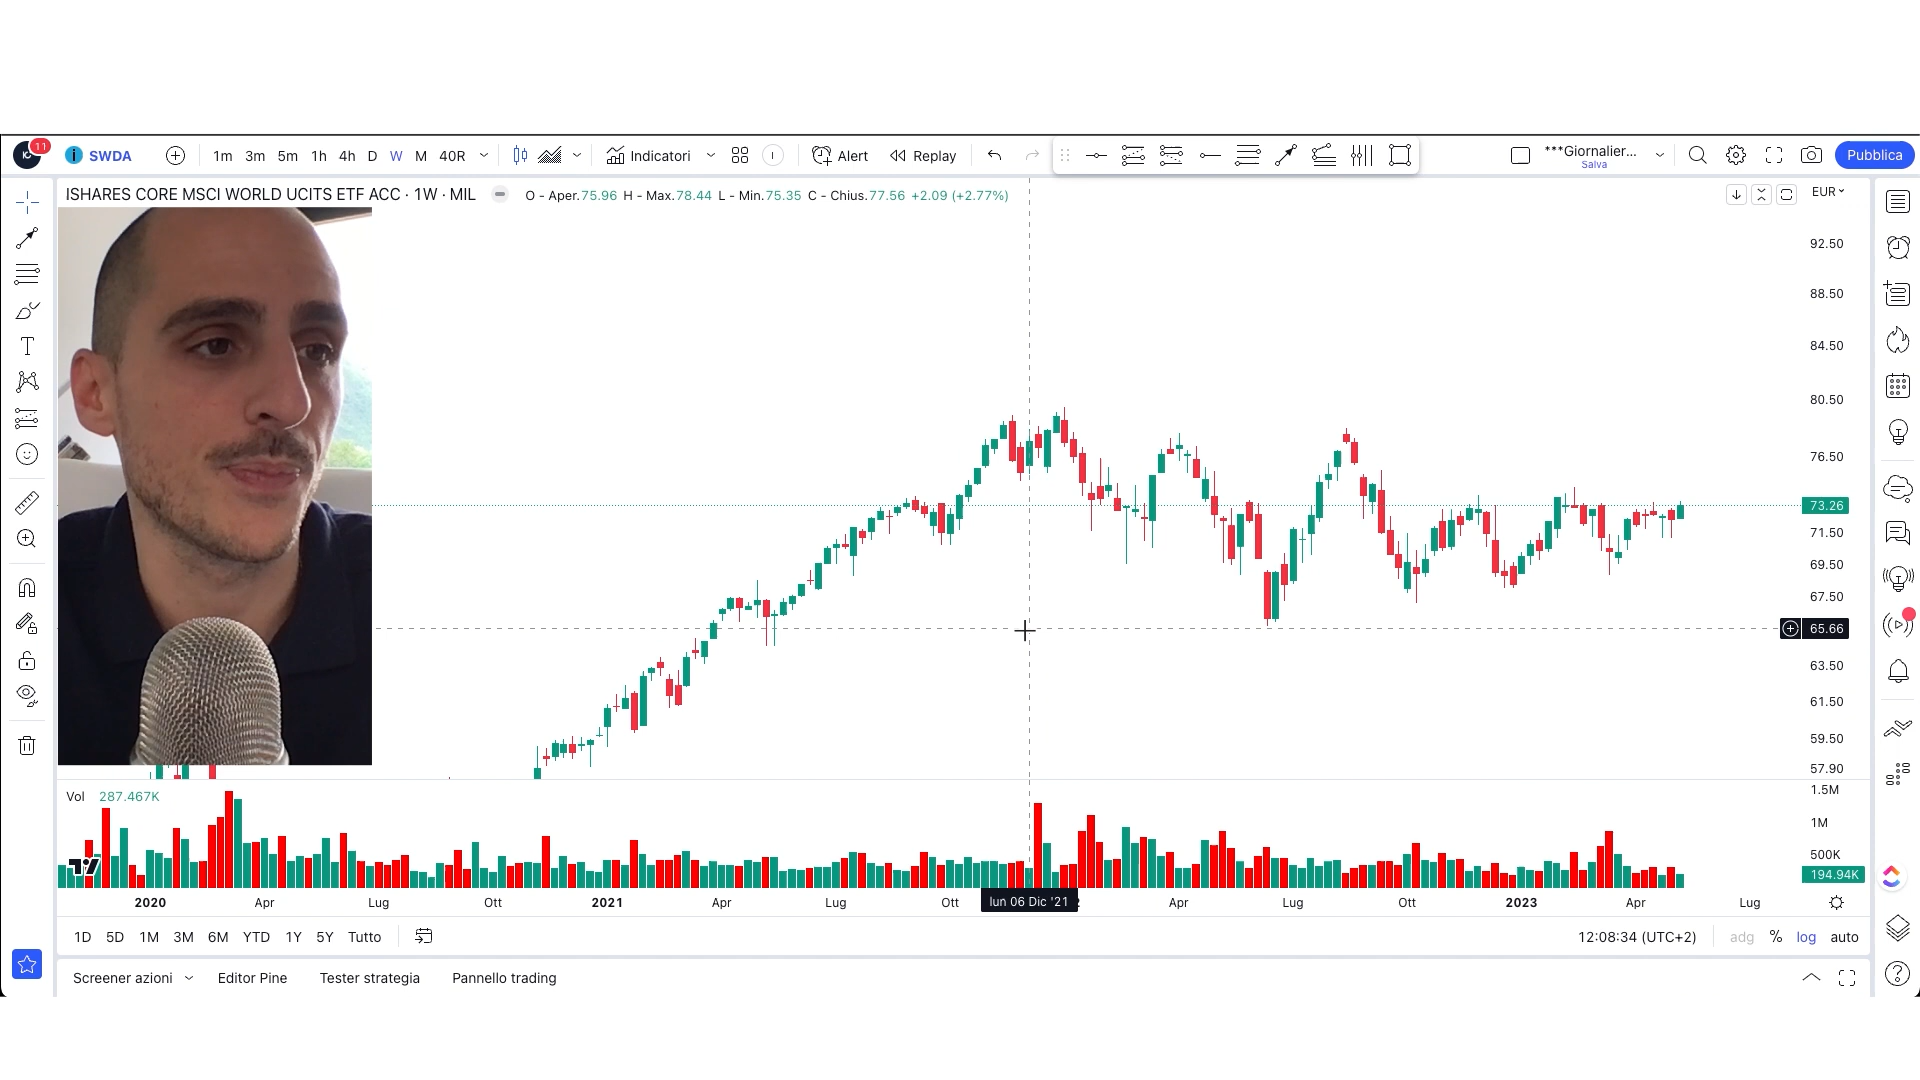 11
SWDA
1m 3m 5m 1h 4h D W M 40R
Indicatori
Alert
Replay
***Giornalier...
Salva
Pubblica
ISHARES CORE MSCI WORLD UCITS ETF ACC · 1W · MIL
O - Aper.75.96 H - Max.78.44 L - Min.75.35 C - Chius.77.56 +2.09 (+2.77%)
EUR
92.50
88.50
84.50
80.50
76.50
73.26
71.50
69.50
67.50
65.66
63.50
61.50
59.50
57.90
Vol 287.467K
1.5M
1M
500K
194.94K
2020 Apr Lug Ott 2021 Apr Lug Ott lun 06 Dic '21 Apr Lug Ott 2023 Apr Lug
1D 5D 1M 3M 6M YTD 1Y 5Y Tutto
12:08:34 (UTC+2)
adg % log auto
Screener azioni
Editor Pine
Tester strategia
Pannello trading